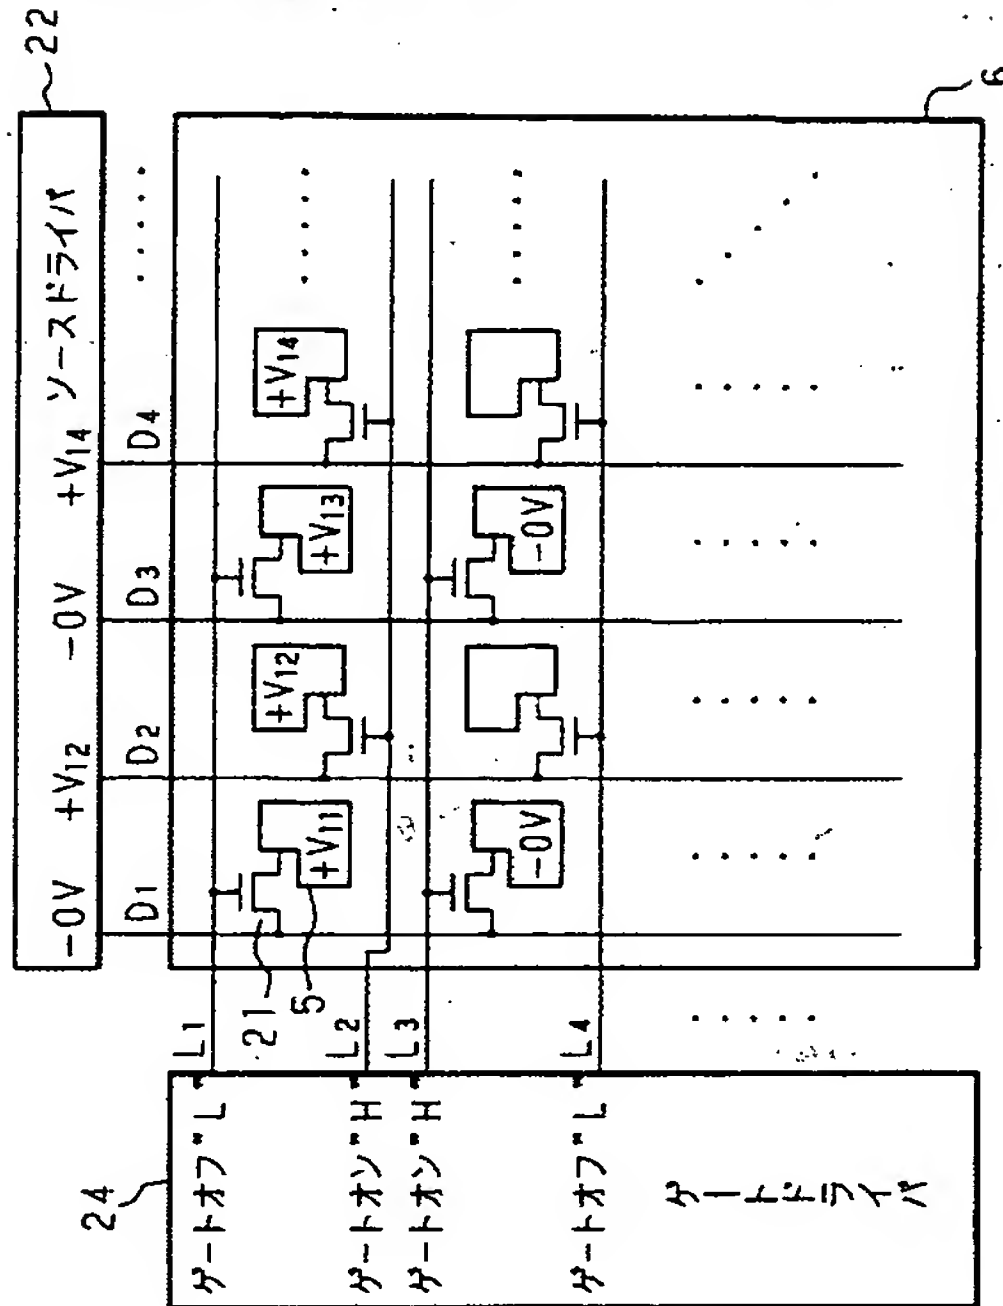 22
ソースドライバ
-0V +V12 -0V +V14
D1 D2 D3 D4
6
+V11 +V12 +V13 +V14
-0V -0V
21
5
L1
L2
L3
L4
24
ゲートオフ"L"
ゲートオン"H"
ゲートオン"H"
ゲートオフ"L"
ゲートドライバ